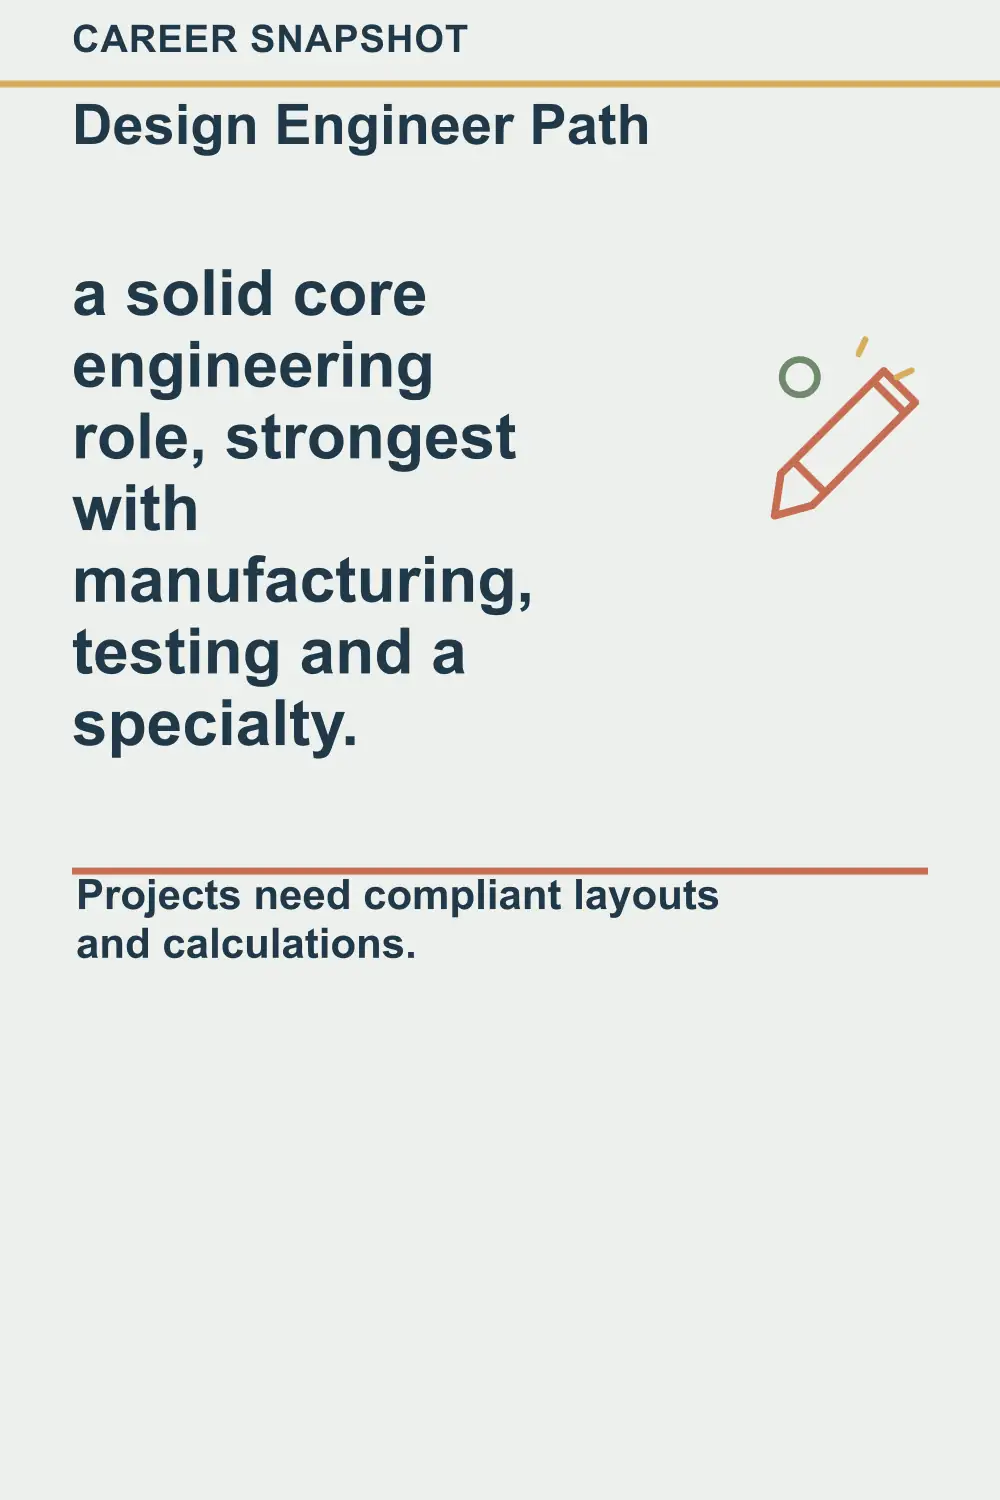 CAREER SNAPSHOT
Design Engineer Path
a solid core
engineering
role, strongest
with
manufacturing,
testing and a
specialty.
Projects need compliant layouts
and calculations.